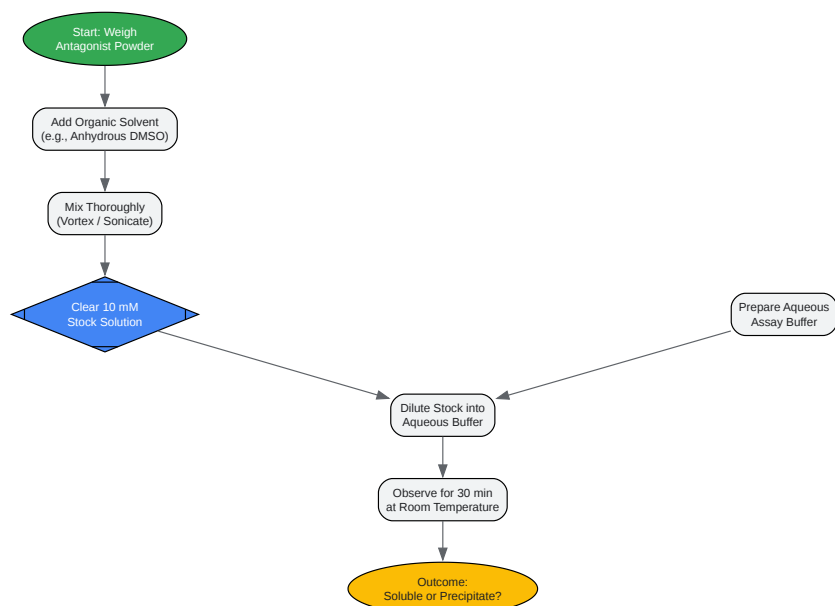 Start: Weigh
Antagonist Powder
Add Organic Solvent
(e.g., Anhydrous DMSO)
Mix Thoroughly
(Vortex / Sonicate)
Clear 10 mM
Stock Solution
Prepare Aqueous
Assay Buffer
Dilute Stock into
Aqueous Buffer
Observe for 30 min
at Room Temperature
Outcome:
Soluble or Precipitate?